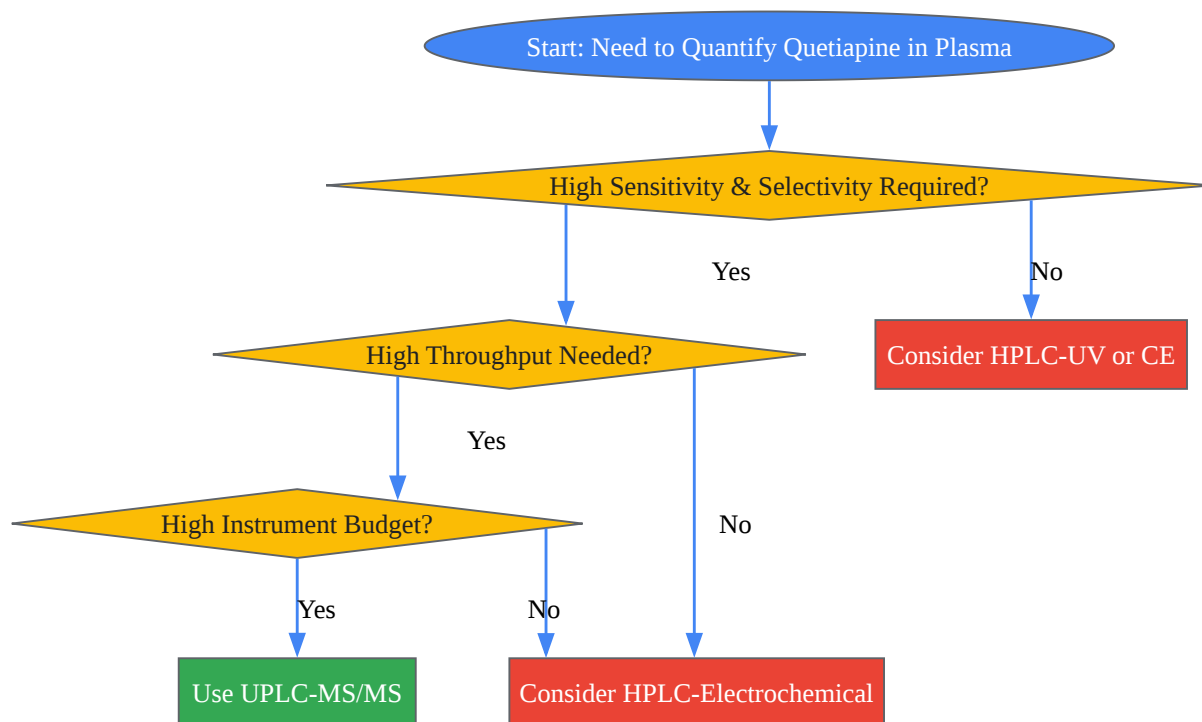 Start: Need to Quantify Quetiapine in Plasma
High Sensitivity & Selectivity Required?
Yes
No
High Throughput Needed?
Consider HPLC-UV or CE
Yes
High Instrument Budget?
No
Yes
No
Use UPLC-MS/MS
Consider HPLC-Electrochemical